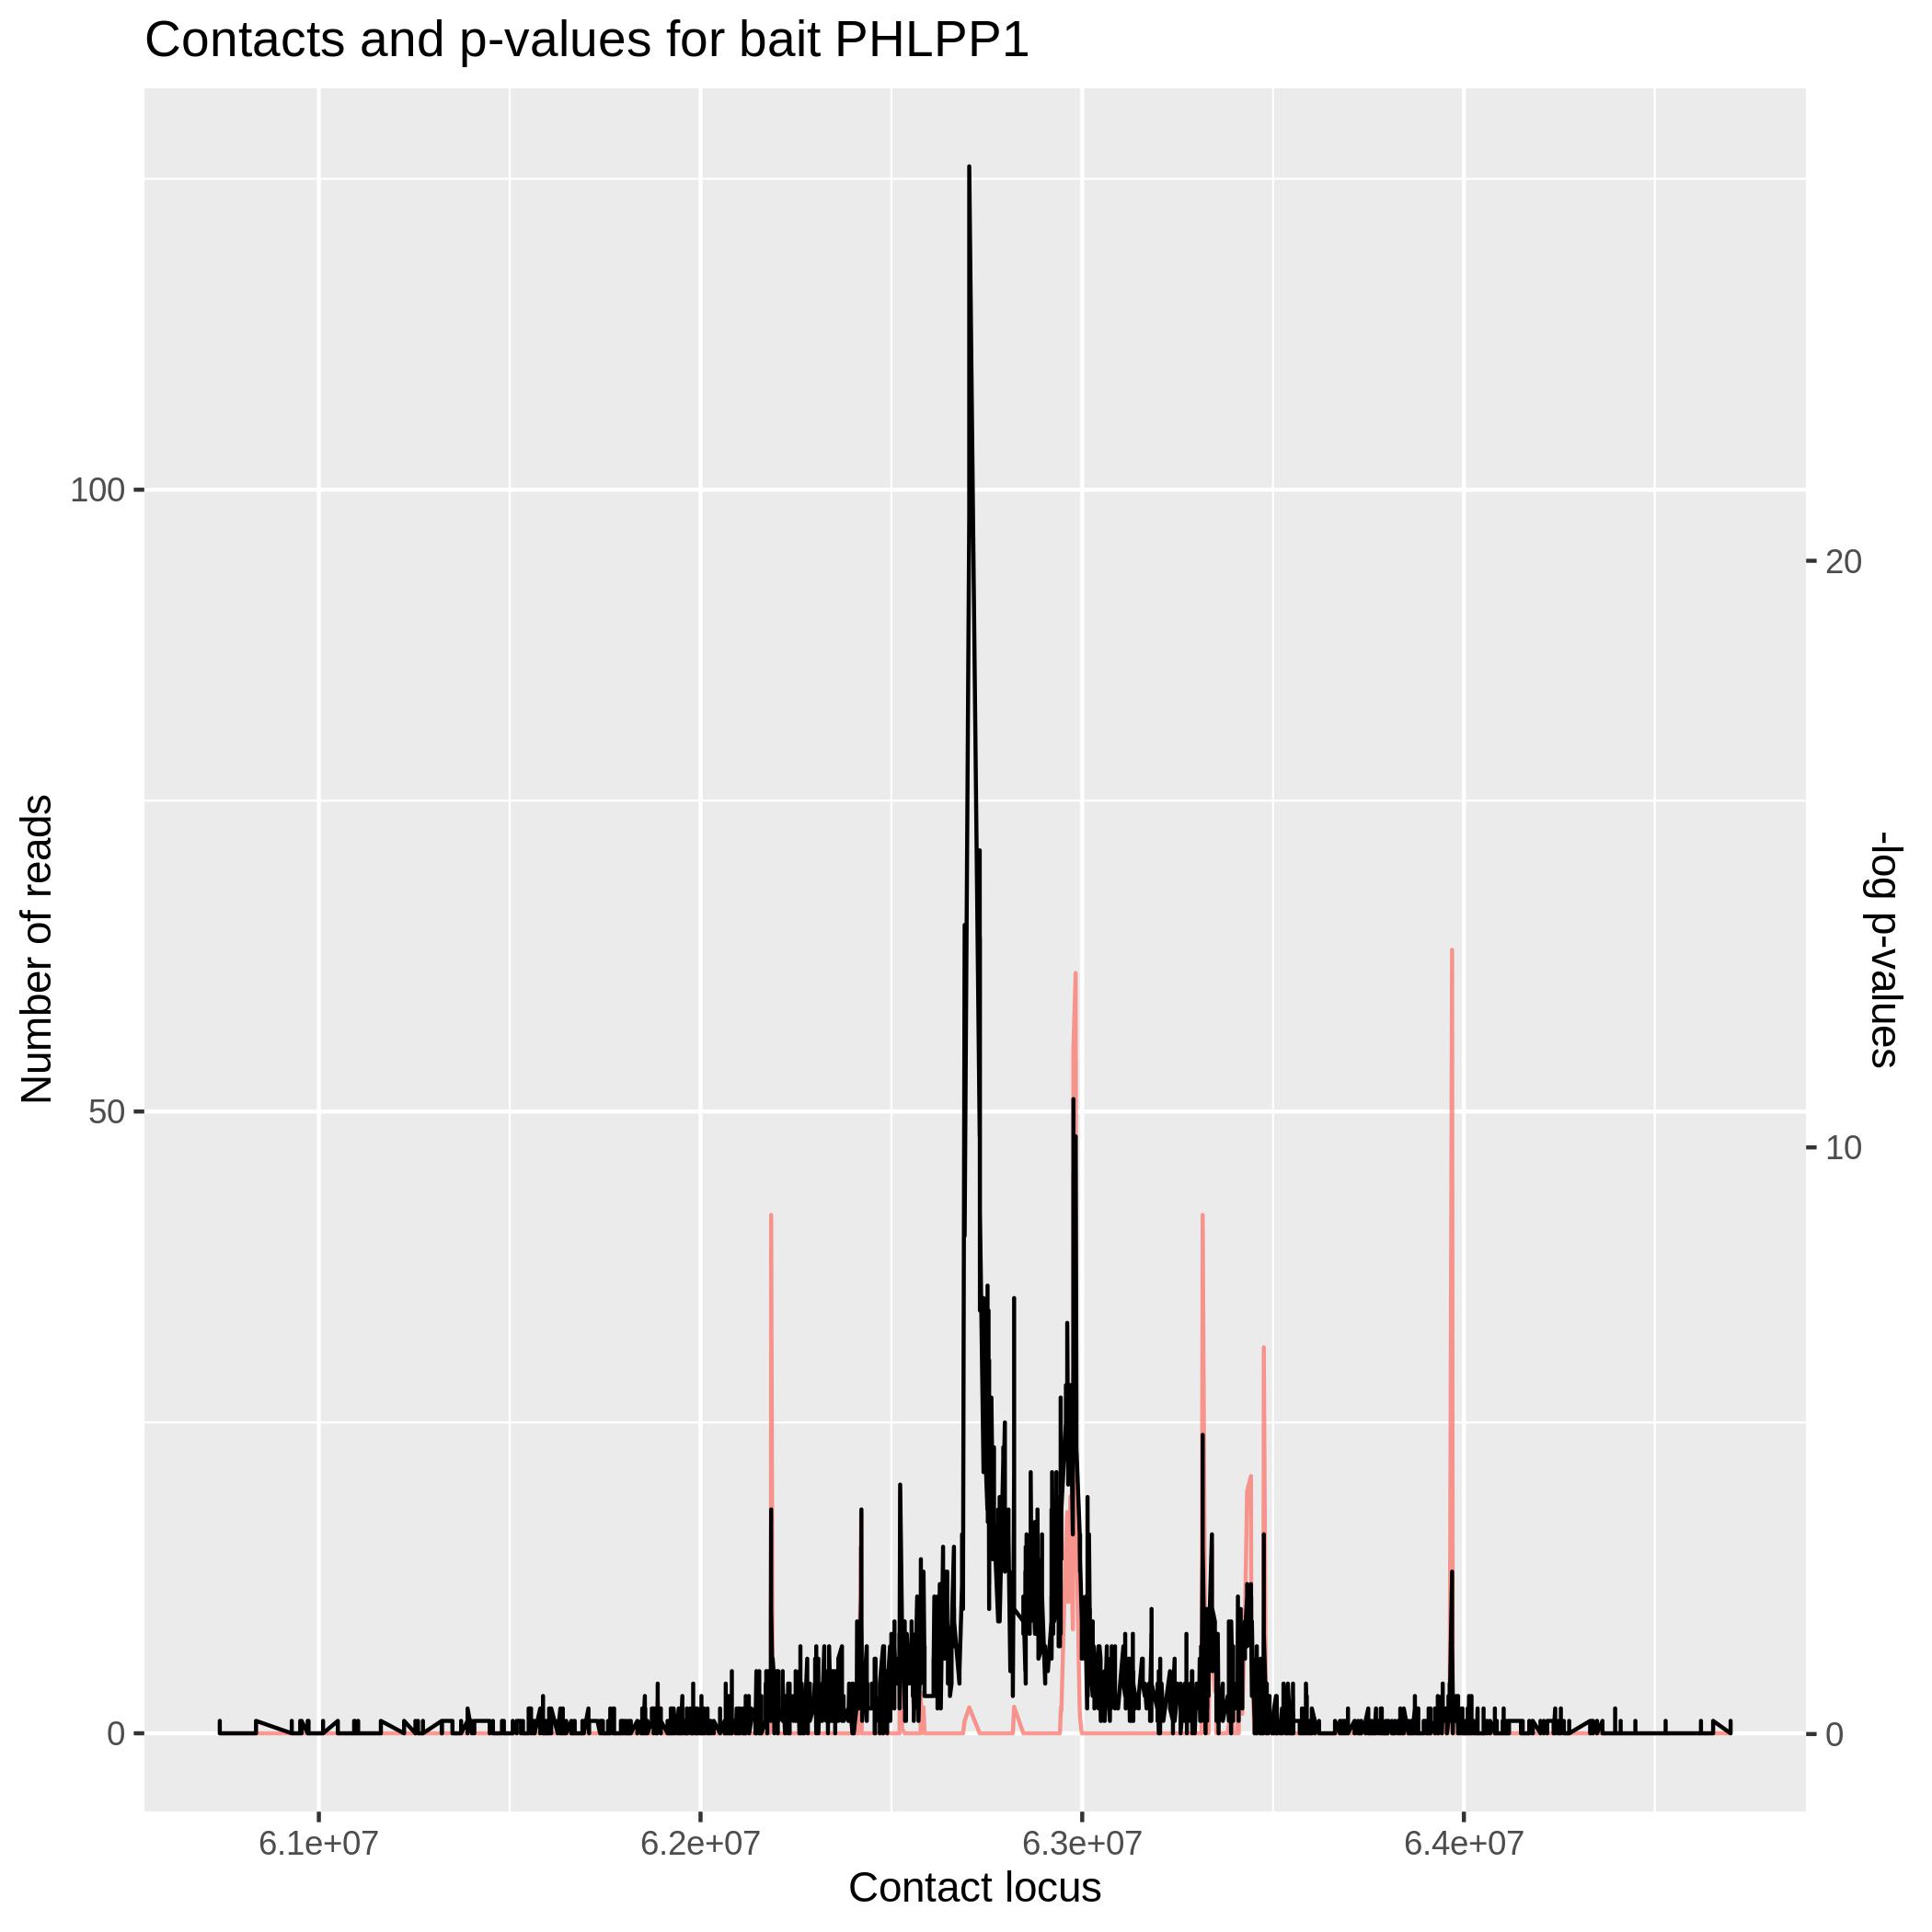 Contacts and p-values for bait PHLPP1
Number of reads
100
50
0
20
10
0
-log p-values
6.1e+07
6.2e+07
6.3e+07
6.4e+07
Contact locus